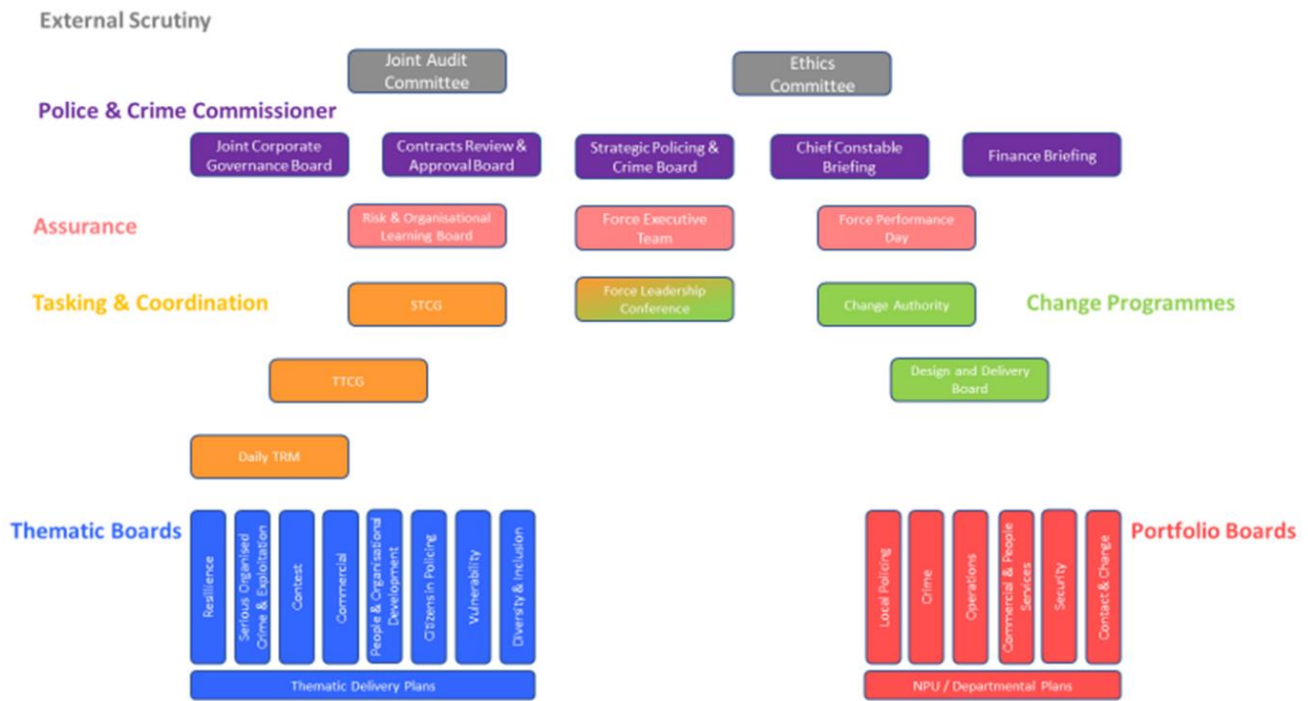 External Scrutiny
Joint Audit
Committee
Ethics
Committee
Police & Crime Commissioner
Joint Corporate
Governance Board
Contracts Review &
Approval Board
Strategic Policing &
Crime Board
Chief Constable
Briefing
Finance Briefing
Assurance
Risk & Organisational
Learning Board
Force Executive
Team
Force Performance
Day
Tasking & Coordination
STCG
Force Leadership
Conference
Change Authority
Change Programmes
TTCG
Design and Delivery
Board
Daily TRM
Thematic Boards
Resilience
Serious Organised
Crime & Exploitation
Contest
Commercial
People & Organisational
Development
Citizens in Policing
Vulnerability
Diversity & Inclusion
Thematic Delivery Plans
Local Policing
Crime
Operations
Commercial & People
Services
Security
Contact & Change
Portfolio Boards
NPU / Departmental Plans